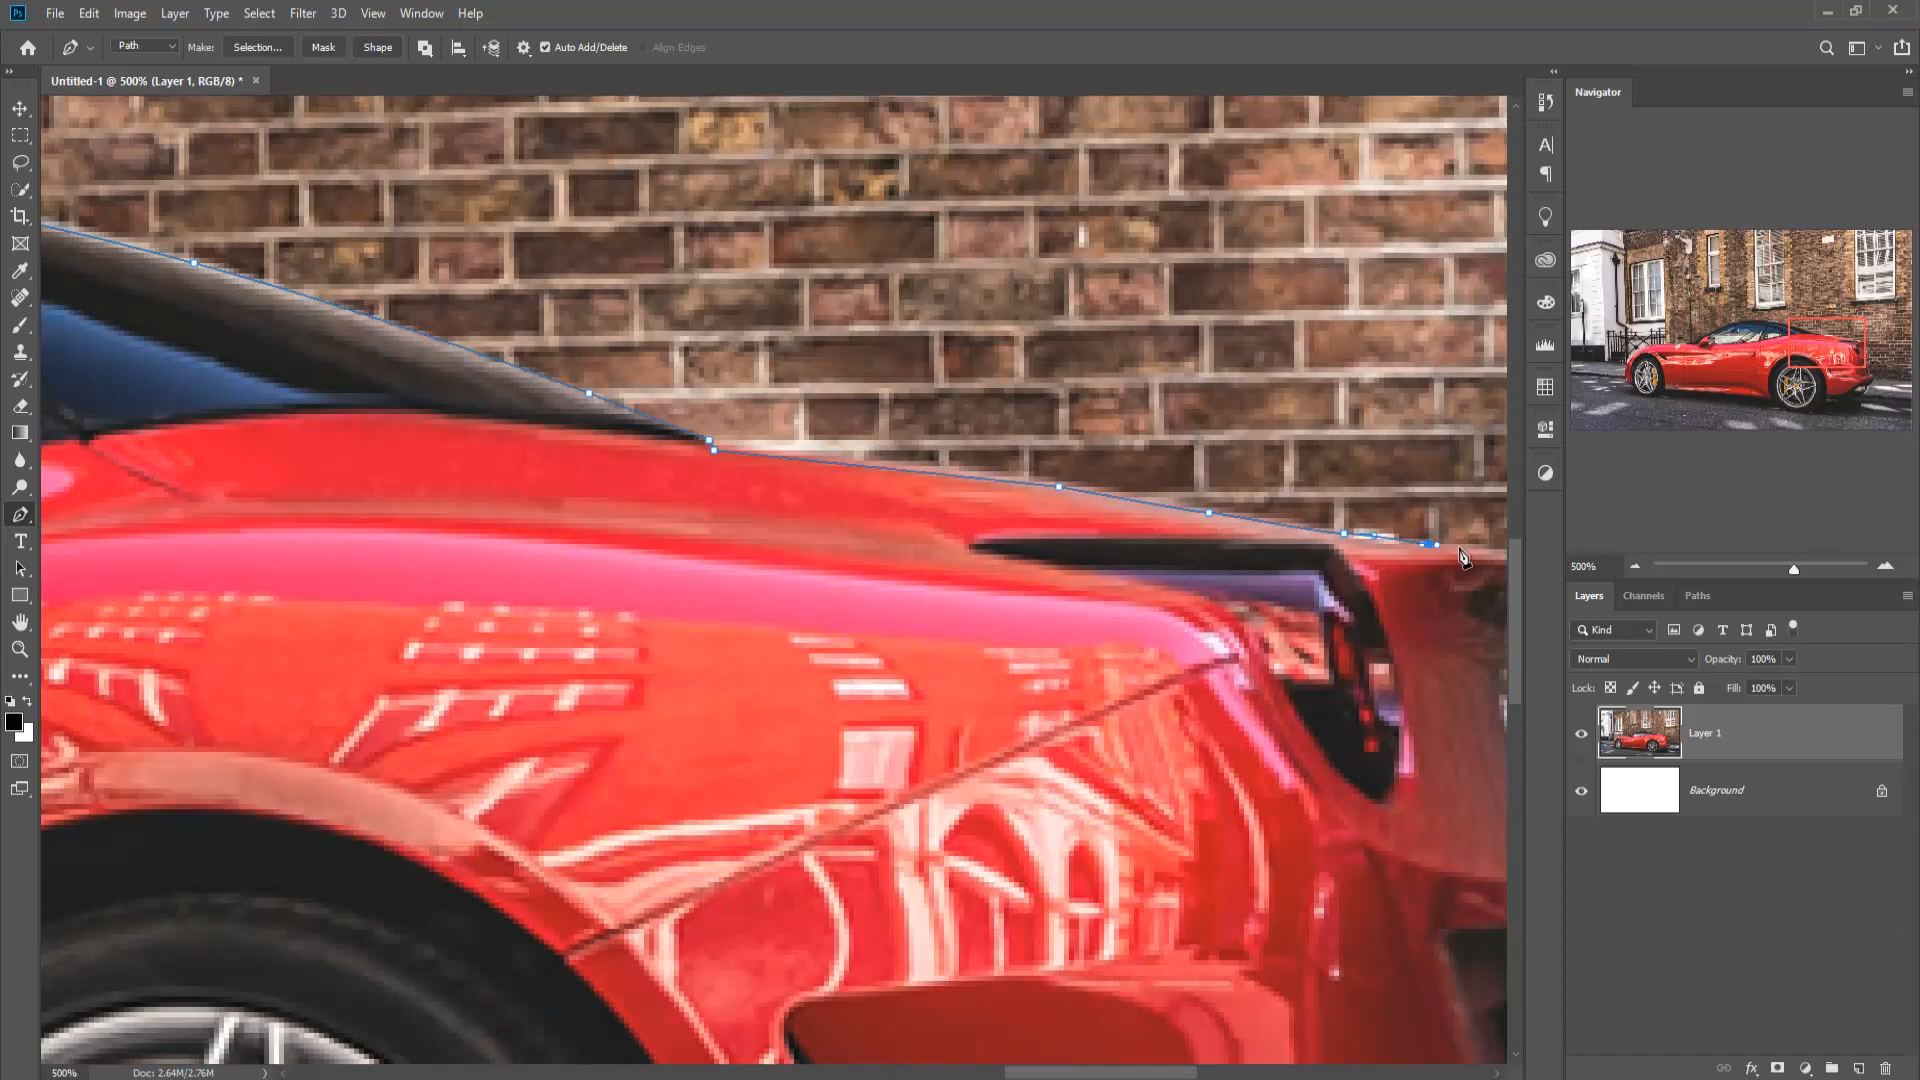 Ps File Edit Image Layer Type Select Filter 3D View Window Help
Path Make: Selection... Mask Shape Auto Add/Delete Align Edges
Untitled-1 @ 500% (Layer 1, RGB/8) *
Navigator
500%
Layers Channels Paths
Kind
Normal Opacity: 100%
Lock: Fill: 100%
Layer 1
Background
500% Doc: 2.64M/2.76M